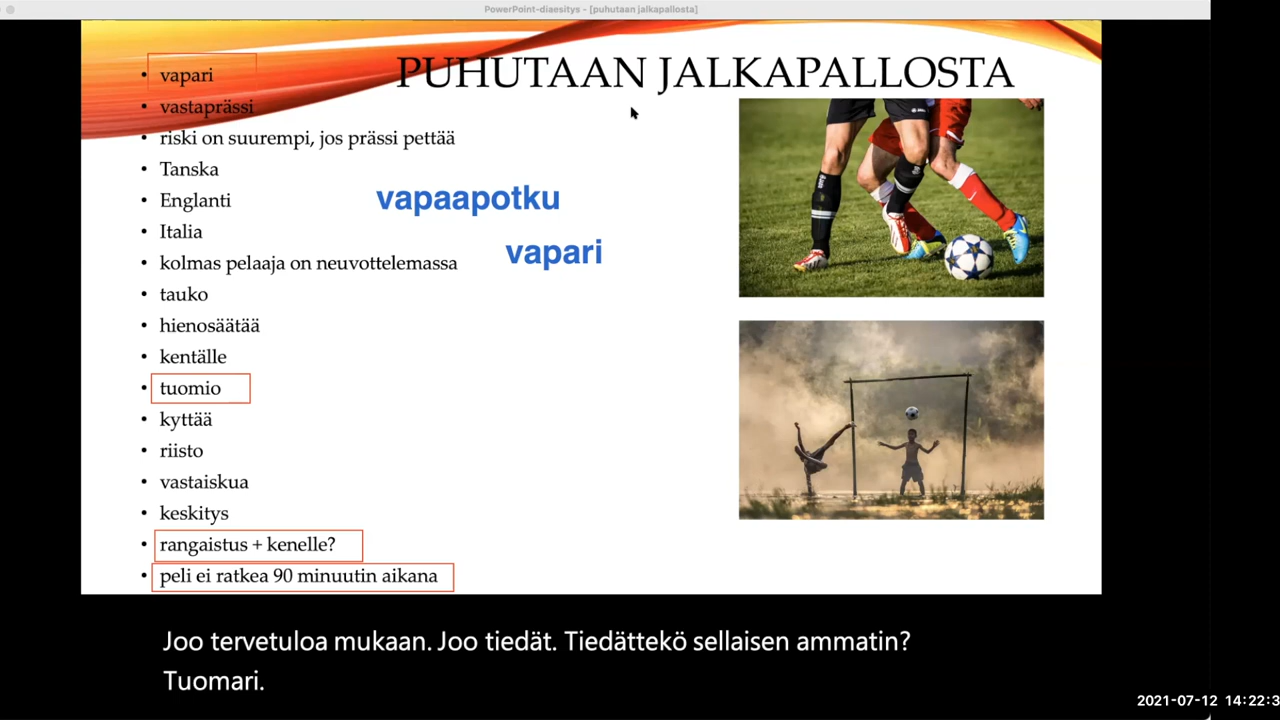 PowerPoint-diaesitys - [puhutaan jalkapallosta]
PUHUTAAN JALKAPALLOSTA
• vapari
• vastaprässi
• riski on suurempi, jos prässi pettää
• Tanska
• Englanti
• Italia
• kolmas pelaaja on neuvottelemassa
• tauko
• hienosäätää
• kentälle
• tuomio
• kyttää
• riisto
• vastaiskua
• keskitys
• rangaistus + kenelle?
• peli ei ratkea 90 minuutin aikana
vapaapotku
vapari
Joo tervetuloa mukaan. Joo tiedät. Tiedättekö sellaisen ammatin?
Tuomari.
2021-07-12 14:22:3